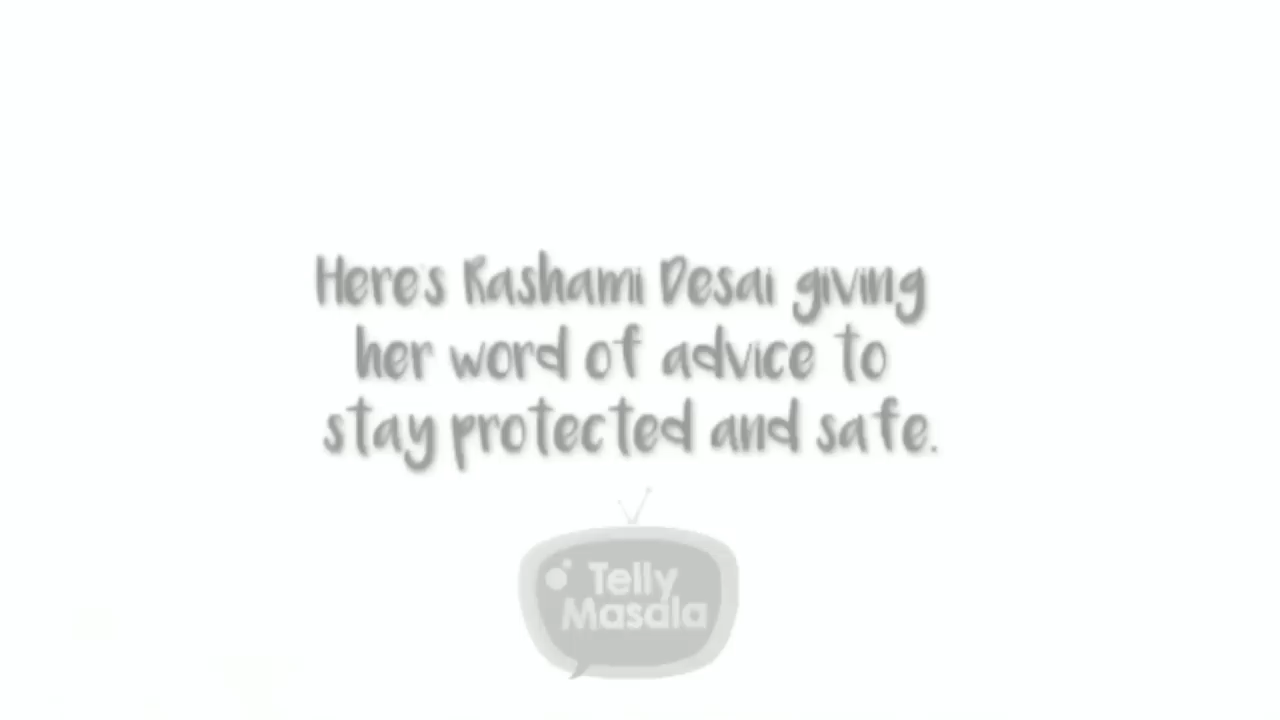 Here's Rashami Desai giving
her word of advice to
stay protected and safe.
Telly
Masala